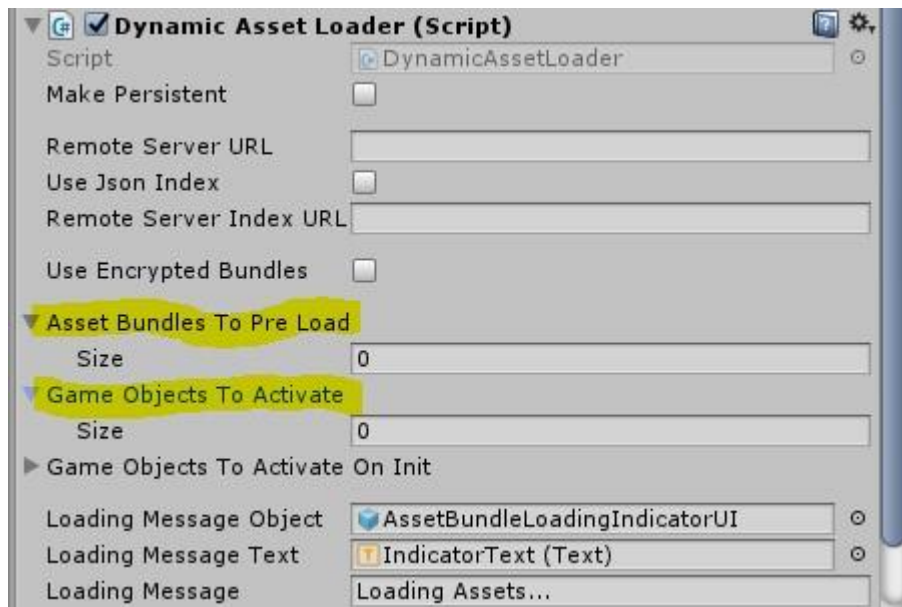 Dynamic Asset Loader (Script)
Script DynamicAssetLoader
Make Persistent
Remote Server URL
Use Json Index
Remote Server Index URL
Use Encrypted Bundles
Asset Bundles To Pre Load
Size 0
Game Objects To Activate
Size 0
Game Objects To Activate On Init
Loading Message Object AssetBundleLoadingIndicatorUI
Loading Message Text IndicatorText (Text)
Loading Message Loading Assets...